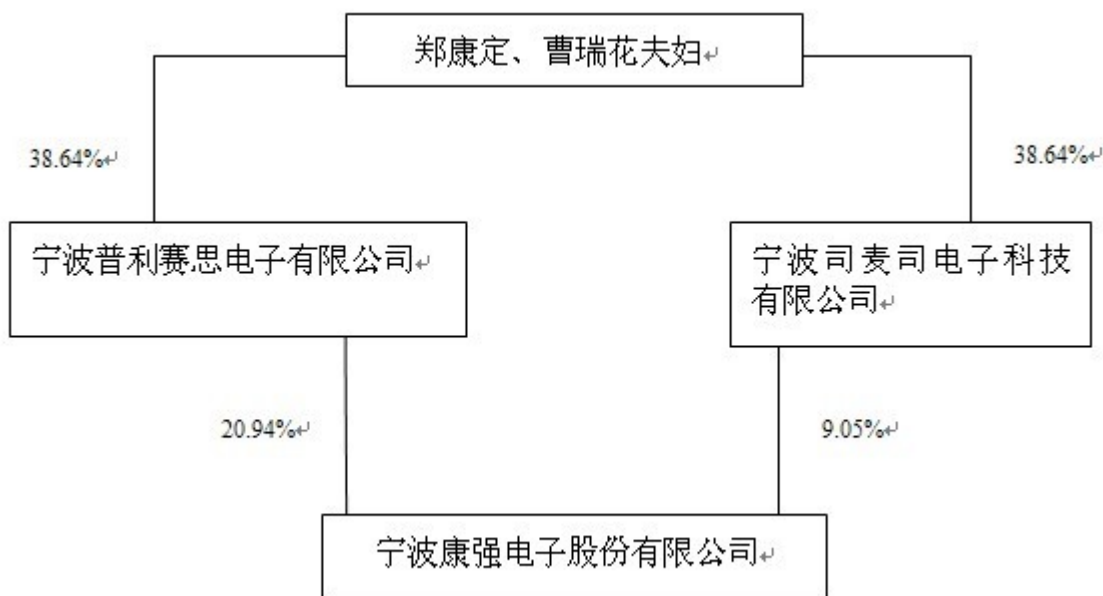 郑康定、曹瑞花夫妇↵
38.64%↵
38.64%↵
宁波普利赛思电子有限公司↵
宁波司麦司电子科技
有限公司↵
20.94%↵
9.05%↵
宁波康强电子股份有限公司↵